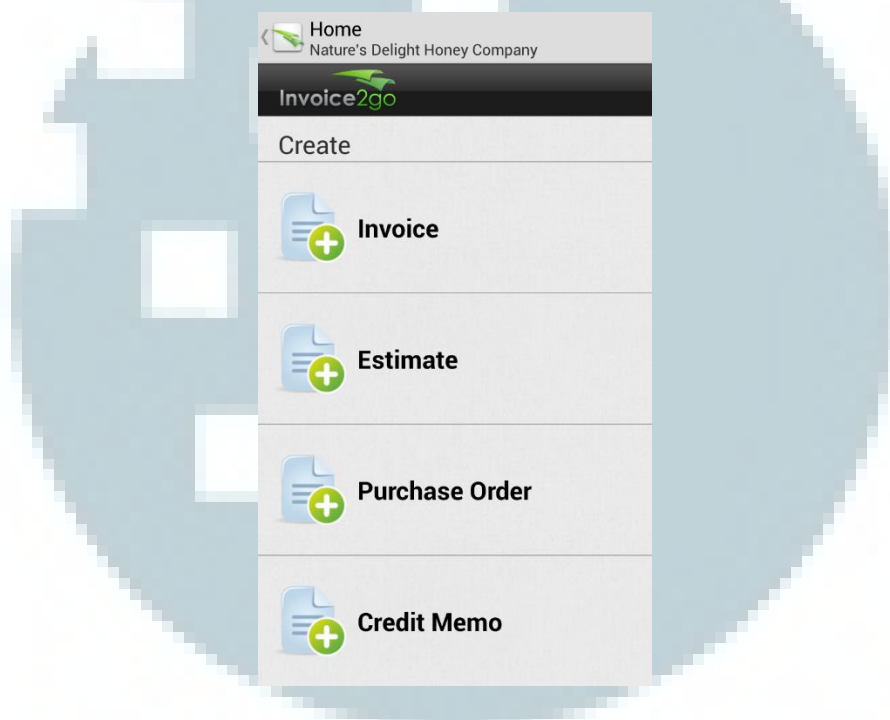 Home
Nature's Delight Honey Company
Invoice2go
Create
Invoice
Estimate
Purchase Order
Credit Memo